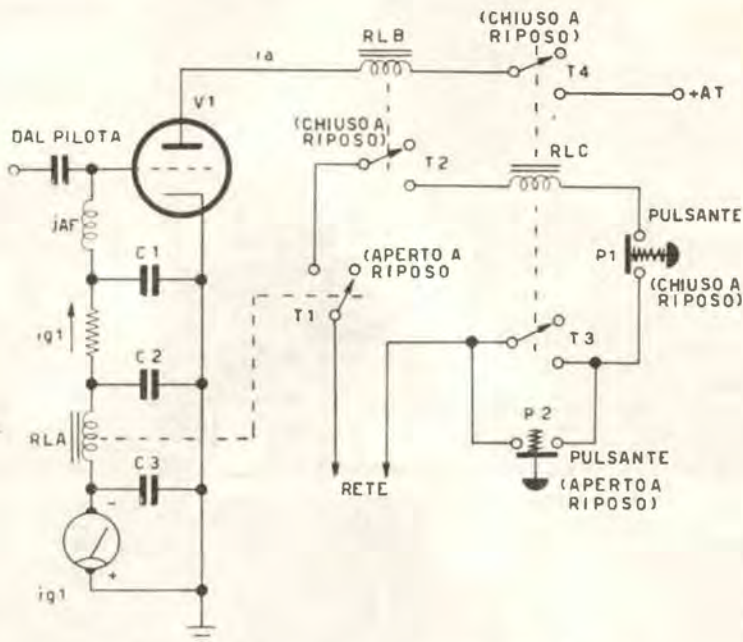 RLB
(CHIUSO A
RIPOSO)
ia
T4
V1
+AT
DAL PILOTA
(CHIUSO A
RIPOSO)
T2
RLC
jAF
PULSANTE
C1
P1
(APERTO A
RIPOSO
(CHIUSO A
RIPOSO)
ig1
T1
T3
C2
P2
RLA
PULSANTE
C3
RETE
(APERTO A
RIPOSO)
-
+
ig1